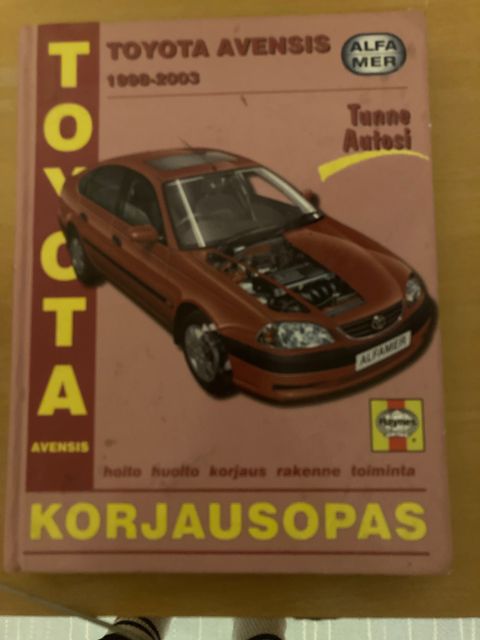 TOYOTA
TOYOTA AVENSIS
1998-2003
ALFA
MER
Tunne
Autosi
ALFAMER
Haynes
AVENSIS
hoito huolto korjaus rakenne toiminta
KORJAUSOPAS